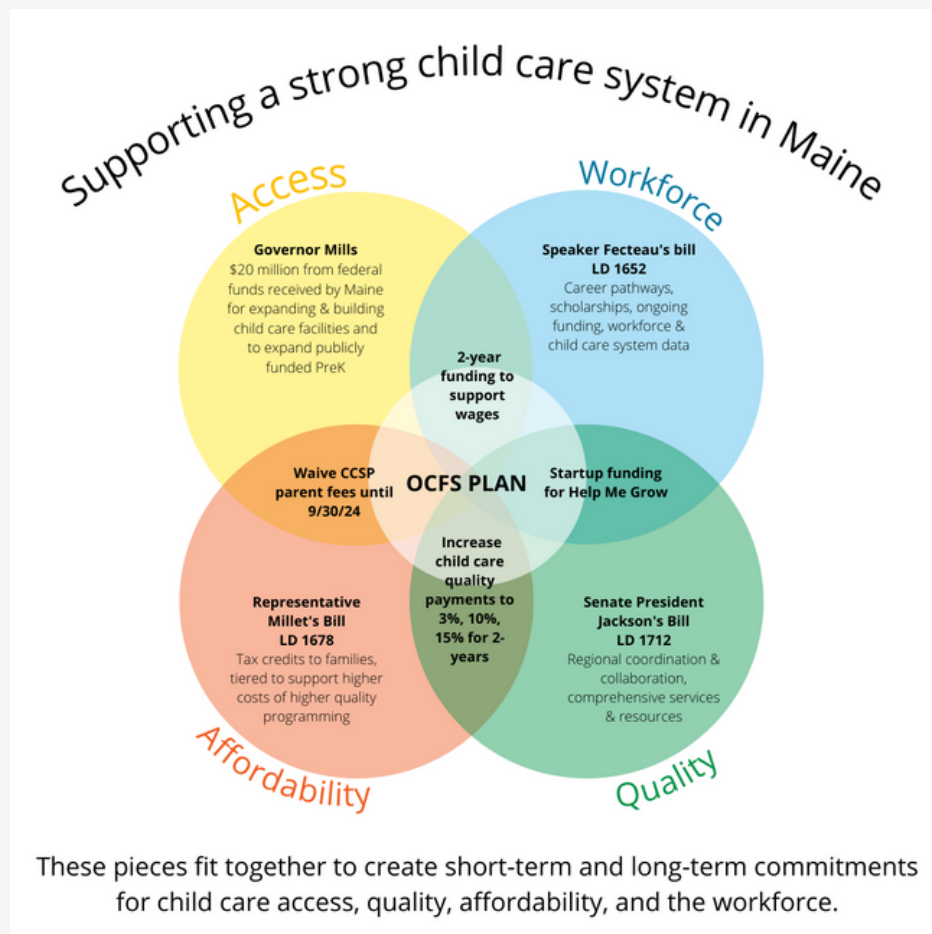 Supporting a strong child care system in Maine
Access
Workforce
Governor Mills
$20 million from federal
funds received by Maine
for expanding & building
child care facilities and
to expand publicly
funded PreK
Speaker Fecteau's bill
LD 1652
Career pathways,
scholarships, ongoing
funding, workforce &
child care system data
2-year
funding to
support
wages
Waive CCSP
parent fees until
9/30/24
OCFS PLAN
Startup funding
for Help Me Grow
Increase
child care
quality
payments to
3%, 10%,
15% for 2-
years
Representative
Millet's Bill
LD 1678
Tax credits to families,
tiered to support higher
costs of higher quality
programming
Senate President
Jackson's Bill
LD 1712
Regional coordination &
collaboration,
comprehensive services
& resources
Affordability
Quality
These pieces fit together to create short-term and long-term commitments
for child care access, quality, affordability, and the workforce.